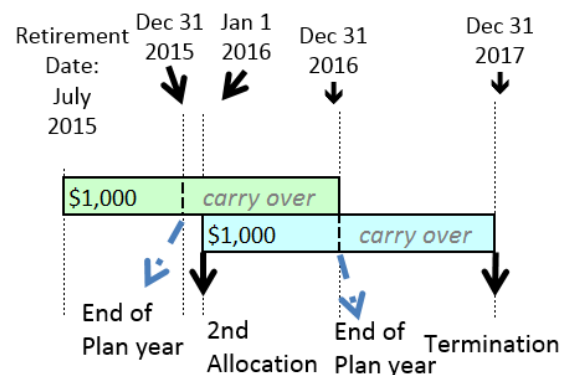 Retirement
Date:
July
2015
Dec 31
2015
Jan 1
2016
Dec 31
2016
Dec 31
2017
$1,000
carry over
$1,000
carry over
End of
Plan year
2nd
Allocation
End of
Plan year
Termination